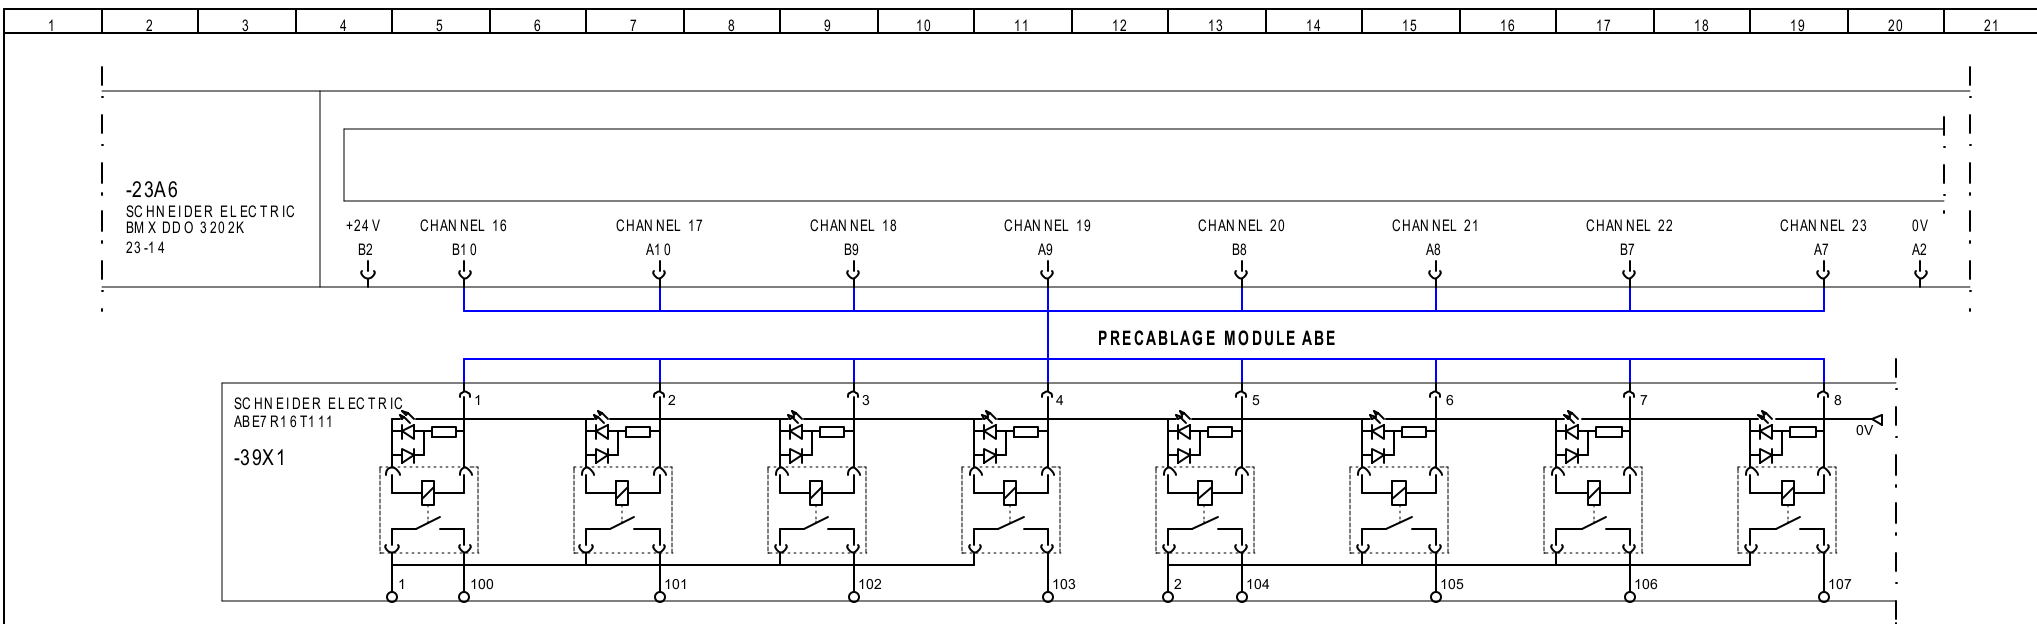 1 2 3 4 5 6 7 8 9 10 11 12 13 14 15 16 17 18 19 20 21
-23A6
SCHNEIDER ELECTRIC
BMX DDO 3202K
23-14
+24V CHANNEL 16 CHANNEL 17 CHANNEL 18 CHANNEL 19 CHANNEL 20 CHANNEL 21 CHANNEL 22 CHANNEL 23 0V
B2 B10 A10 B9 A9 B8 A8 B7 A7 A2
PRECABLAGE MODULE ABE
SCHNEIDER ELECTRIC
ABE7R16T111
-39X1
1 2 3 4 5 6 7 8
0V
1 100 101 102 103 2 104 105 106 107